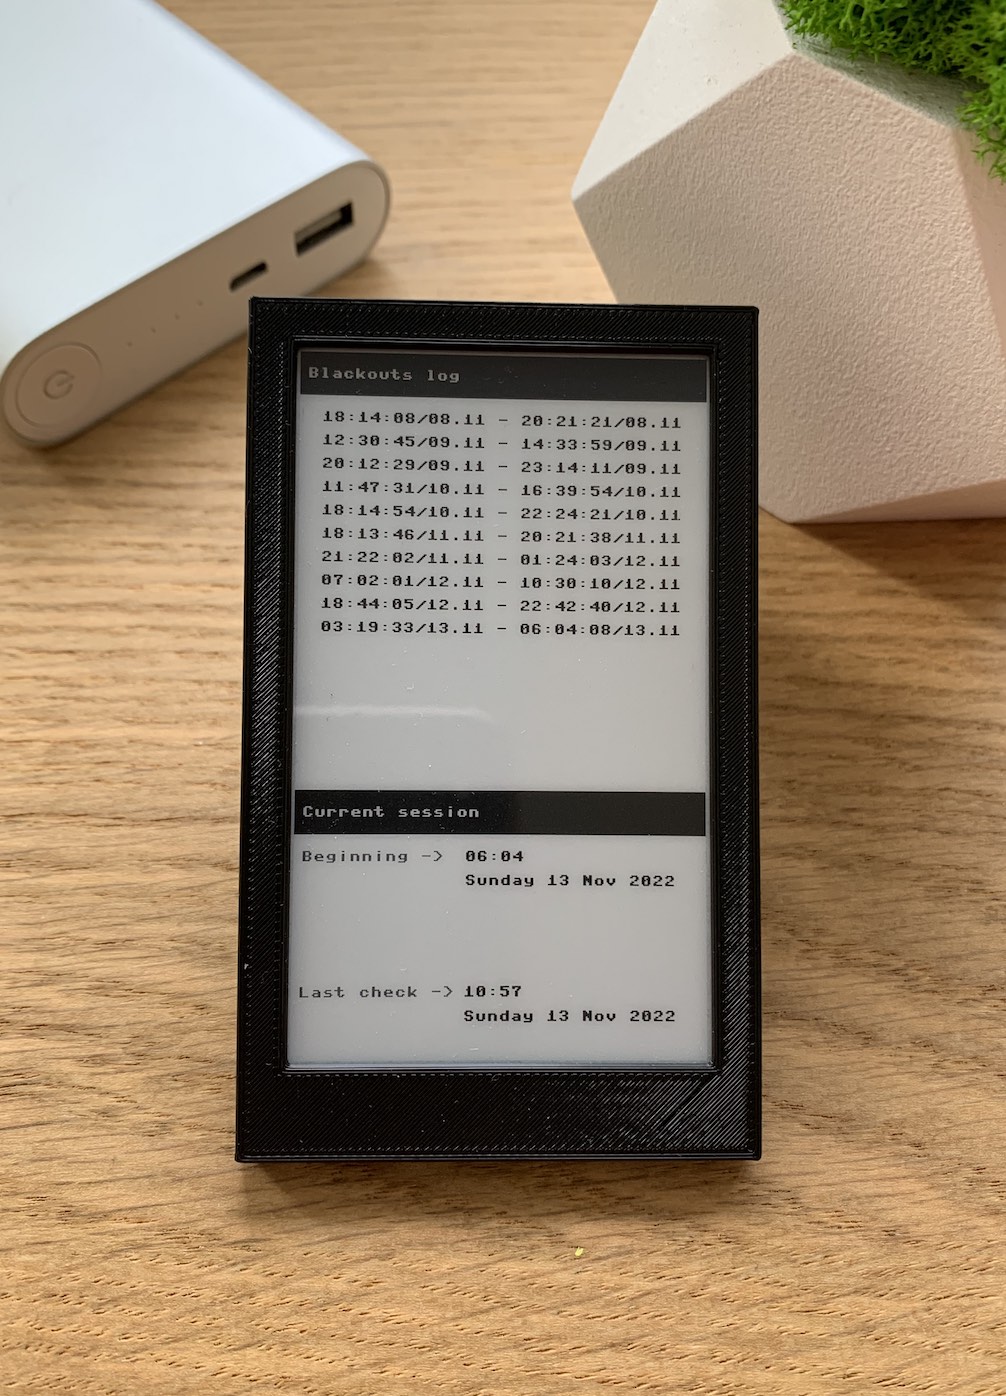 Blackouts log
18:14:08/08.11 - 20:21:21/08.11
12:30:45/09.11 - 14:33:59/09.11
20:12:29/09.11 - 23:14:11/09.11
11:47:31/10.11 - 16:39:54/10.11
18:14:54/10.11 - 22:24:21/10.11
18:13:46/11.11 - 20:21:38/11.11
21:22:02/11.11 - 01:24:03/12.11
07:02:01/12.11 - 10:30:10/12.11
18:44:05/12.11 - 22:42:40/12.11
03:19:33/13.11 - 06:04:08/13.11
Current session
Beginning -> 06:04
Sunday 13 Nov 2022
Last check -> 10:57
Sunday 13 Nov 2022